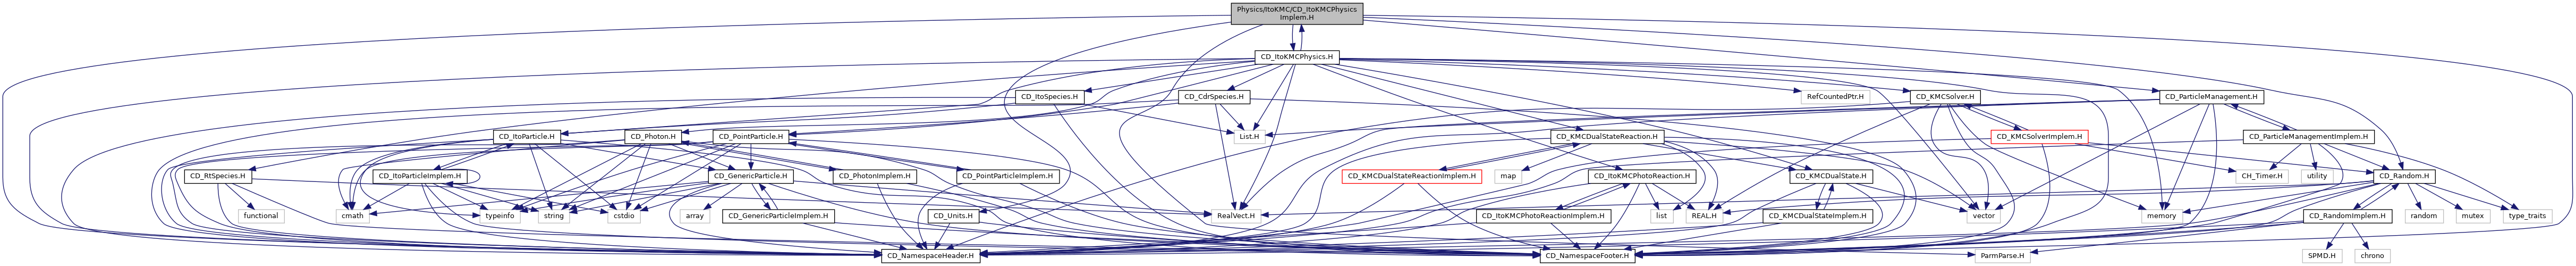 Physics/ItoKMC/CD_ItoKMCPhysics
Implem.H
CD_ItoKMCPhysics.H
CD_ItoSpecies.H
CD_CdrSpecies.H
RefCountedPtr.H
CD_KMCSolver.H
CD_ParticleManagement.H
CD_ItoParticle.H
CD_Photon.H
CD_PointParticle.H
List.H
CD_KMCDualStateReaction.H
CD_KMCSolverImplem.H
CD_ParticleManagementImplem.H
CD_RtSpecies.H
CD_ItoParticleImplem.H
CD_GenericParticle.H
CD_PhotonImplem.H
CD_PointParticleImplem.H
CD_KMCDualStateReactionImplem.H
map
CD_ItoKMCPhotoReaction.H
CD_KMCDualState.H
CH_Timer.H
utility
CD_Random.H
functional
cmath
typeinfo
string
cstdio
array
CD_GenericParticleImplem.H
CD_Units.H
RealVect.H
CD_ItoKMCPhotoReactionImplem.H
list
REAL.H
CD_KMCDualStateImplem.H
vector
memory
CD_RandomImplem.H
random
mutex
type_traits
CD_NamespaceHeader.H
CD_NamespaceFooter.H
ParmParse.H
SPMD.H
chrono